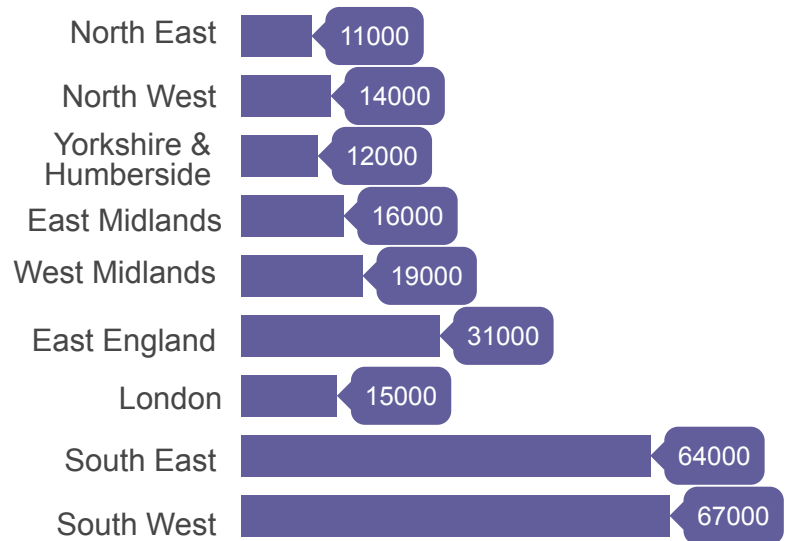 North East 11000
North West 14000
Yorkshire &
Humberside 12000
East Midlands 16000
West Midlands 19000
East England 31000
London 15000
South East 64000
South West 67000